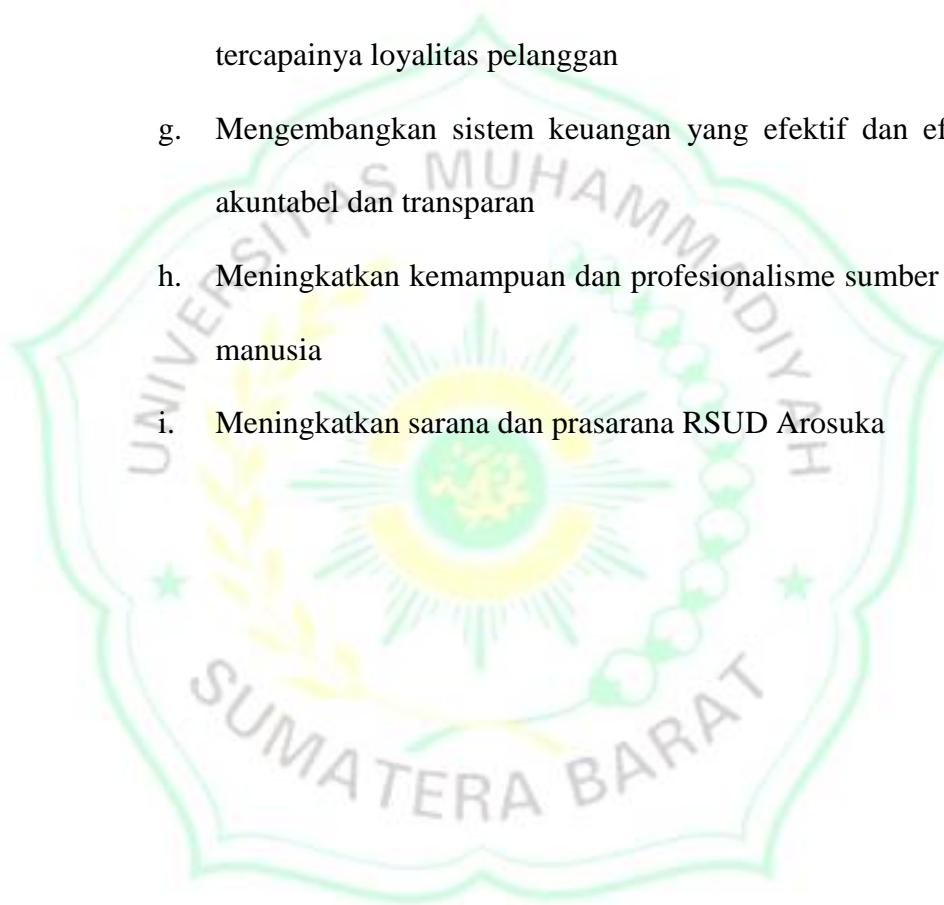 tercapainya loyalitas pelanggan
g. Mengembangkan sistem keuangan yang efektif dan
akuntabel dan transparan
h. Meningkatkan kemampuan dan profesionalisme sumber
manusia
i. Meningkatkan sarana dan prasarana RSUD Arosuka
UNIVERSITAS MUHAMMADIYAH
SUMATERA BARAT